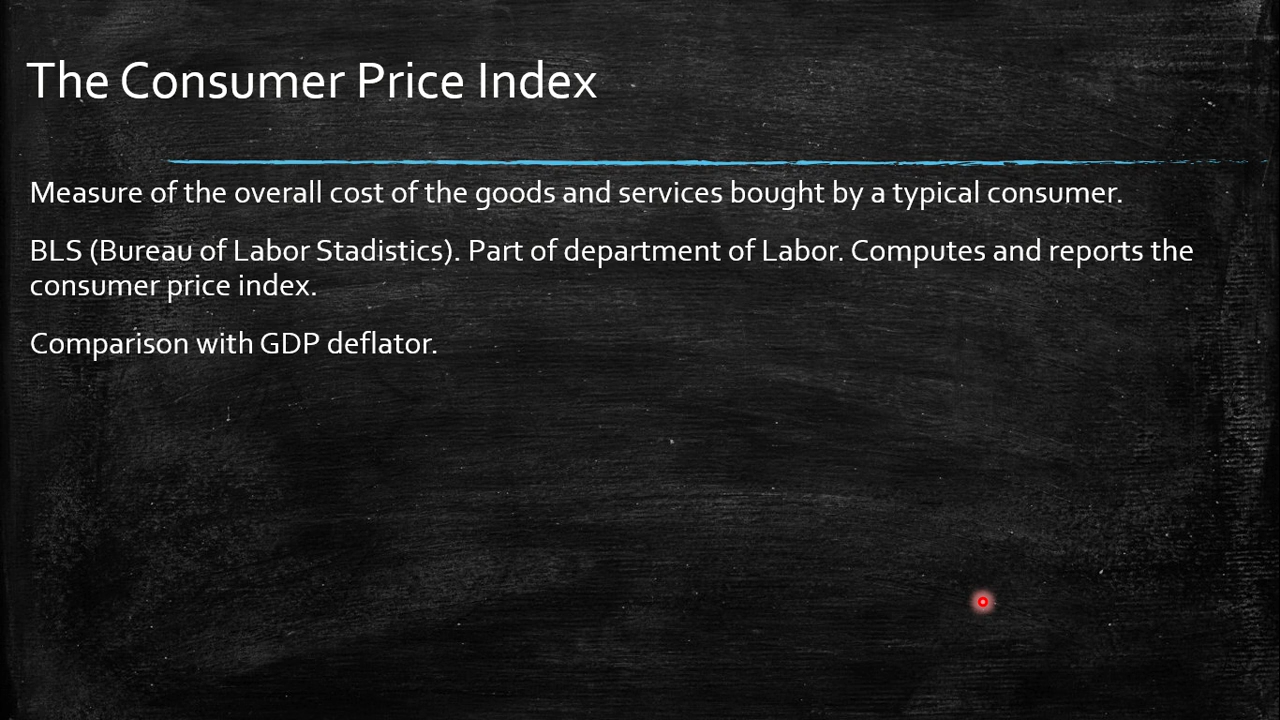 The Consumer Price Index
Measure of the overall cost of the goods and services bought by a typical consumer.
BLS (Bureau of Labor Stadistics). Part of department of Labor. Computes and reports the
consumer price index.
Comparison with GDP deflator.